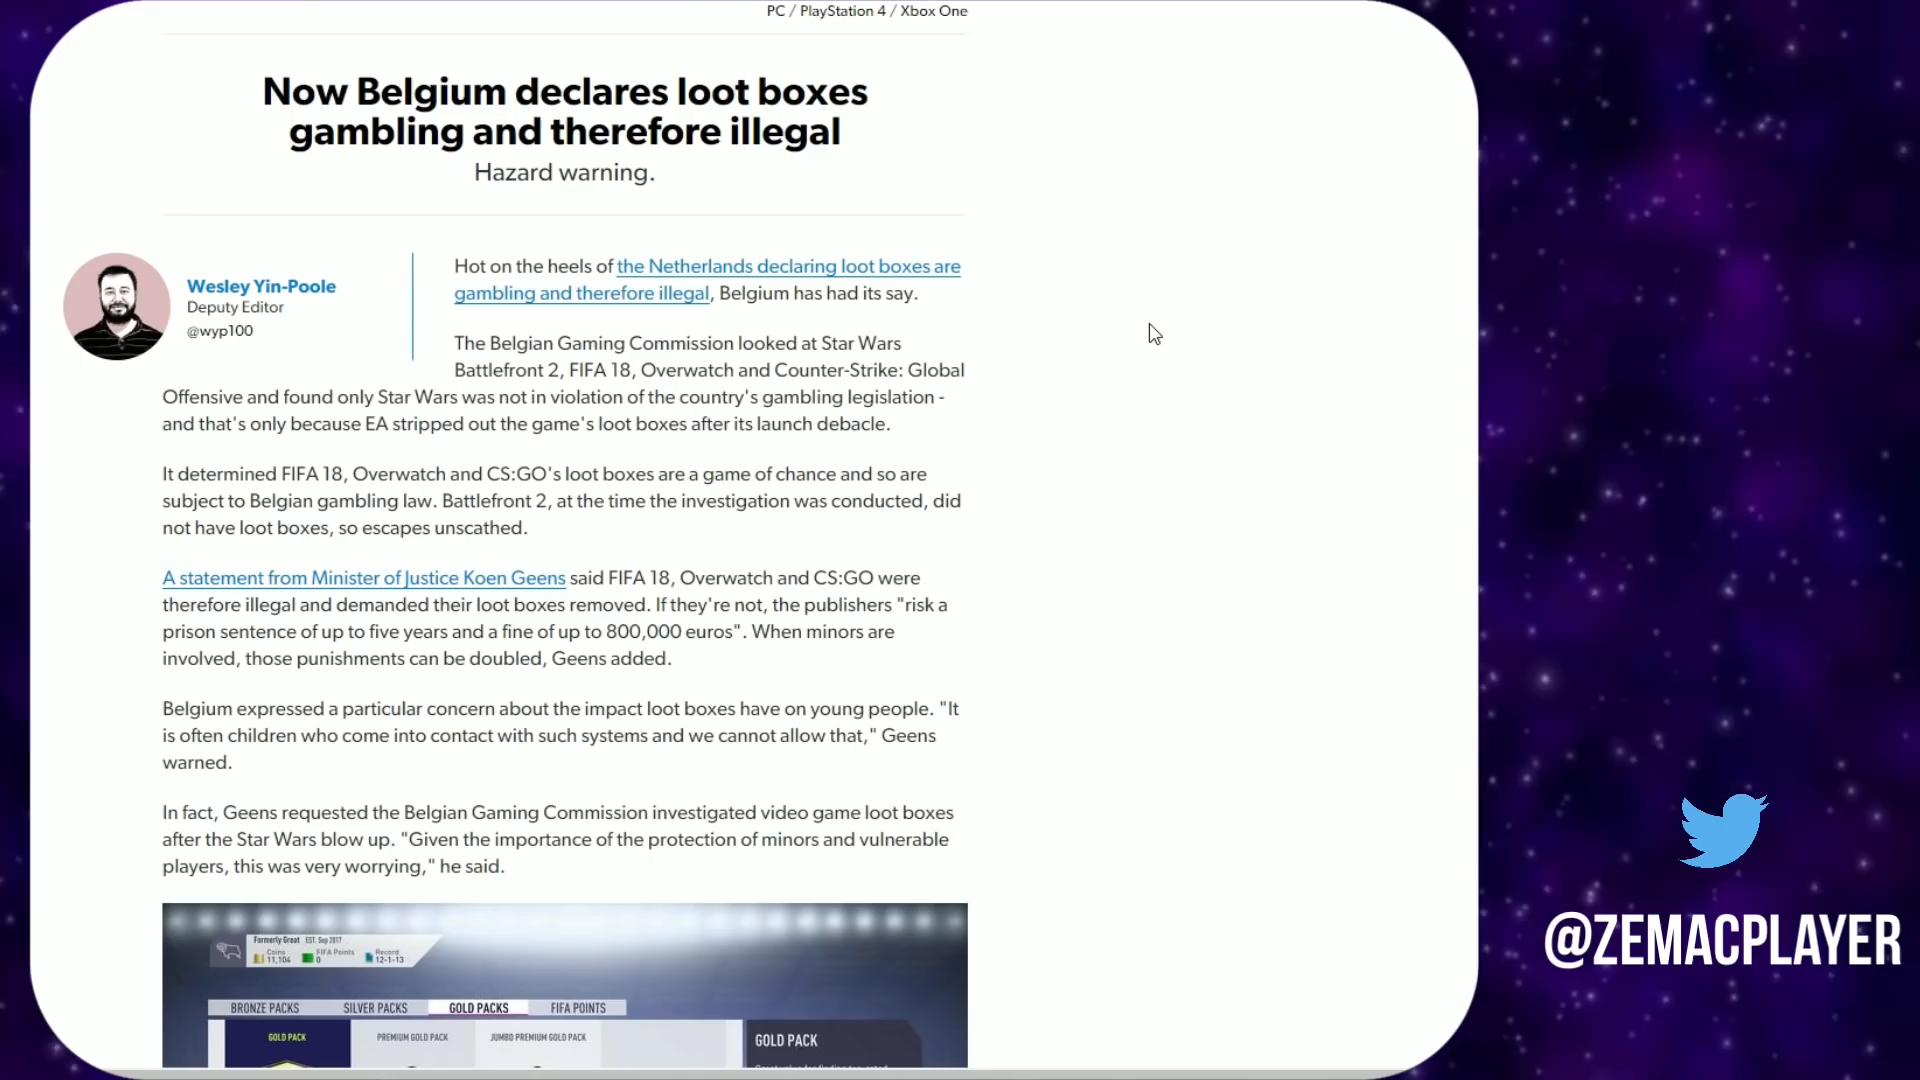 PC / PlayStation 4 / Xbox One
Now Belgium declares loot boxes
gambling and therefore illegal
Hazard warning.
Wesley Yin-Poole
Deputy Editor
@wyp100
Hot on the heels of the Netherlands declaring loot boxes are
gambling and therefore illegal, Belgium has had its say.
The Belgian Gaming Commission looked at Star Wars
Battlefront 2, FIFA 18, Overwatch and Counter-Strike: Global
Offensive and found only Star Wars was not in violation of the country's gambling legislation -
and that's only because EA stripped out the game's loot boxes after its launch debacle.
It determined FIFA 18, Overwatch and CS:GO's loot boxes are a game of chance and so are
subject to Belgian gambling law. Battlefront 2, at the time the investigation was conducted, did
not have loot boxes, so escapes unscathed.
A statement from Minister of Justice Koen Geens said FIFA 18, Overwatch and CS:GO were
therefore illegal and demanded their loot boxes removed. If they're not, the publishers "risk a
prison sentence of up to five years and a fine of up to 800,000 euros". When minors are
involved, those punishments can be doubled, Geens added.
Belgium expressed a particular concern about the impact loot boxes have on young people. "It
is often children who come into contact with such systems and we cannot allow that," Geens
warned.
In fact, Geens requested the Belgian Gaming Commission investigated video game loot boxes
after the Star Wars blow up. "Given the importance of the protection of minors and vulnerable
players, this was very worrying," he said.
Formerly Great EST. Sep 2017
Coins FIFA Points Record
11,104 0 12-1-13
BRONZE PACKS SILVER PACKS GOLD PACKS FIFA POINTS
GOLD PACK PREMIUM GOLD PACK JUMBO PREMIUM GOLD PACK GOLD PACK
@ZEMACPLAYER